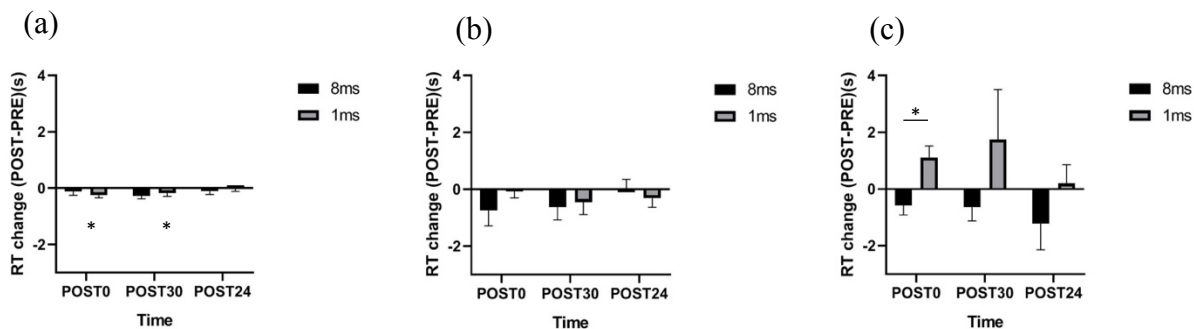 (a)
RT change (POST-PRE)(s)
4
2
0
-2
8ms
1ms
*
*
POST0 POST30 POST24
Time
(b)
RT change (POST-PRE)(s)
4
2
0
-2
8ms
1ms
POST0 POST30 POST24
Time
(c)
RT change (POST-PRE)(s)
4
2
0
-2
8ms
1ms
*
POST0 POST30 POST24
Time